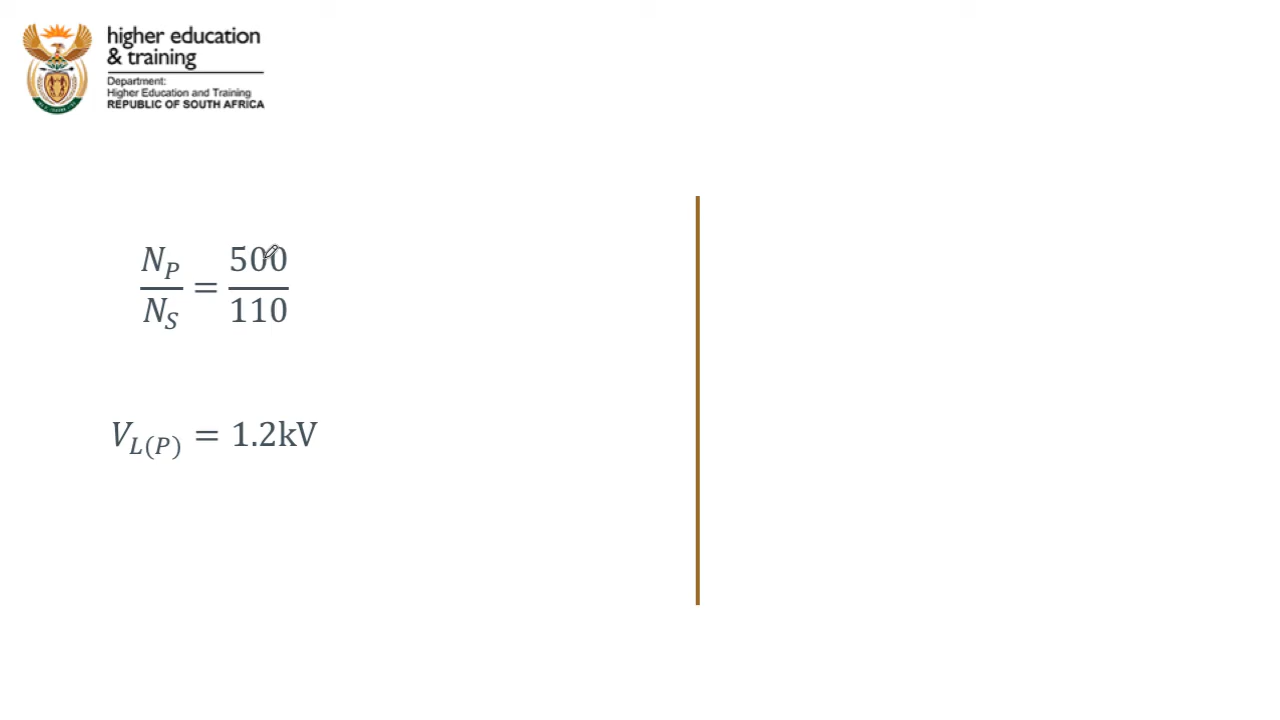 higher education
& training
Department:
Higher Education and Training
REPUBLIC OF SOUTH AFRICA
N_P/N_S = 500/110
V_L(P) = 1.2kV